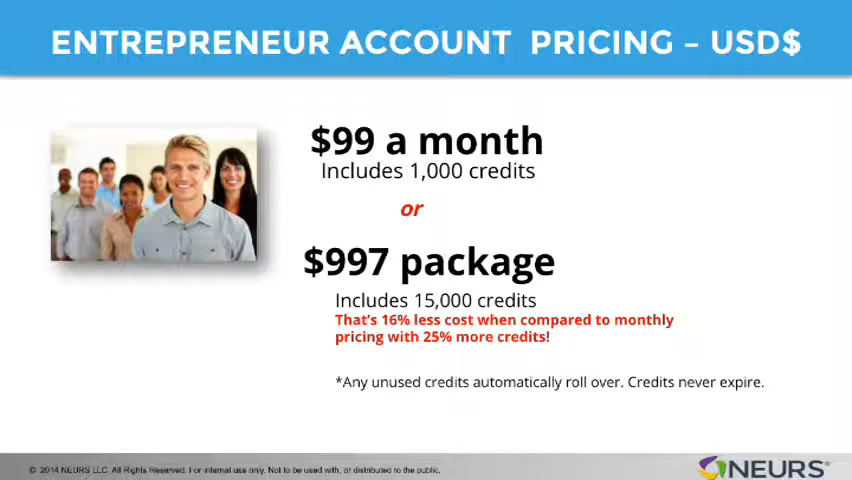 ENTREPRENEUR ACCOUNT PRICING – USD$
$99 a month
Includes 1,000 credits
or
$997 package
Includes 15,000 credits
That's 16% less cost when compared to monthly
pricing with 25% more credits!
*Any unused credits automatically roll over. Credits never expire.
© 2014 NEURS LLC. All Rights Reserved. For internal use only. Not to be used with, or distributed to the public.
NEURS